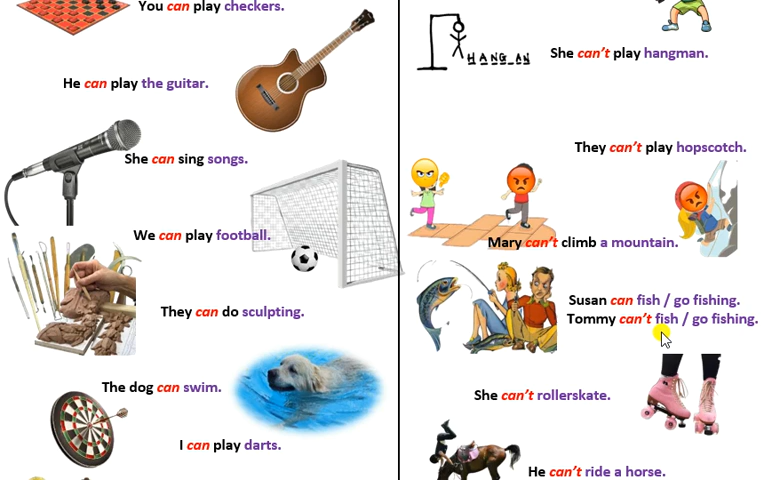 You can play checkers.
He can play the guitar.
She can sing songs.
We can play football.
They can do sculpting.
The dog can swim.
I can play darts.
HANG_AN
She can't play hangman.
They can't play hopscotch.
Mary can't climb a mountain.
Susan can fish / go fishing.
Tommy can't fish / go fishing.
She can't rollerskate.
He can't ride a horse.